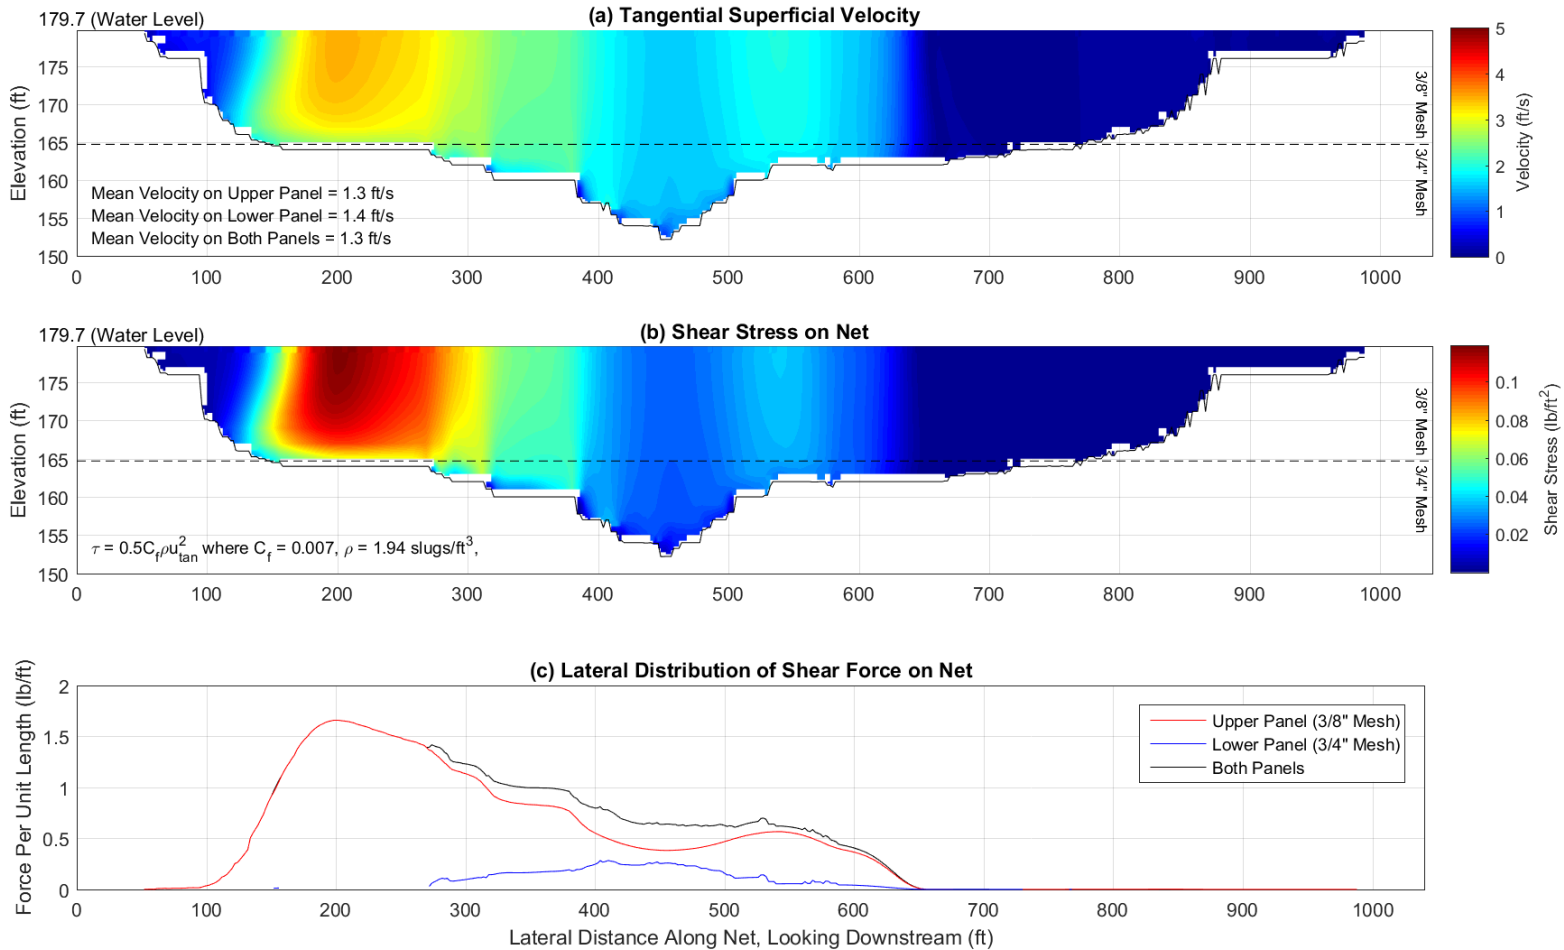 (a) Tangential Superficial Velocity
179.7 (Water Level)
Elevation (ft)
175
170
165
160
155
150
3/8" Mesh
3/4" Mesh
Mean Velocity on Upper Panel = 1.3 ft/s
Mean Velocity on Lower Panel = 1.4 ft/s
Mean Velocity on Both Panels = 1.3 ft/s
0 100 200 300 400 500 600 700 800 900 1000
5
4
3
2
1
0
Velocity (ft/s)
(b) Shear Stress on Net
179.7 (Water Level)
Elevation (ft)
175
170
165
160
155
150
3/8" Mesh
3/4" Mesh
τ = 0.5C_fρu²_tan where C_f = 0.007, ρ = 1.94 slugs/ft³,
0 100 200 300 400 500 600 700 800 900 1000
0.1
0.08
0.06
0.04
0.02
Shear Stress (lb/ft²)
(c) Lateral Distribution of Shear Force on Net
Force Per Unit Length (lb/ft)
2
1.5
1
0.5
0
Upper Panel (3/8" Mesh)
Lower Panel (3/4" Mesh)
Both Panels
0 100 200 300 400 500 600 700 800 900 1000
Lateral Distance Along Net, Looking Downstream (ft)